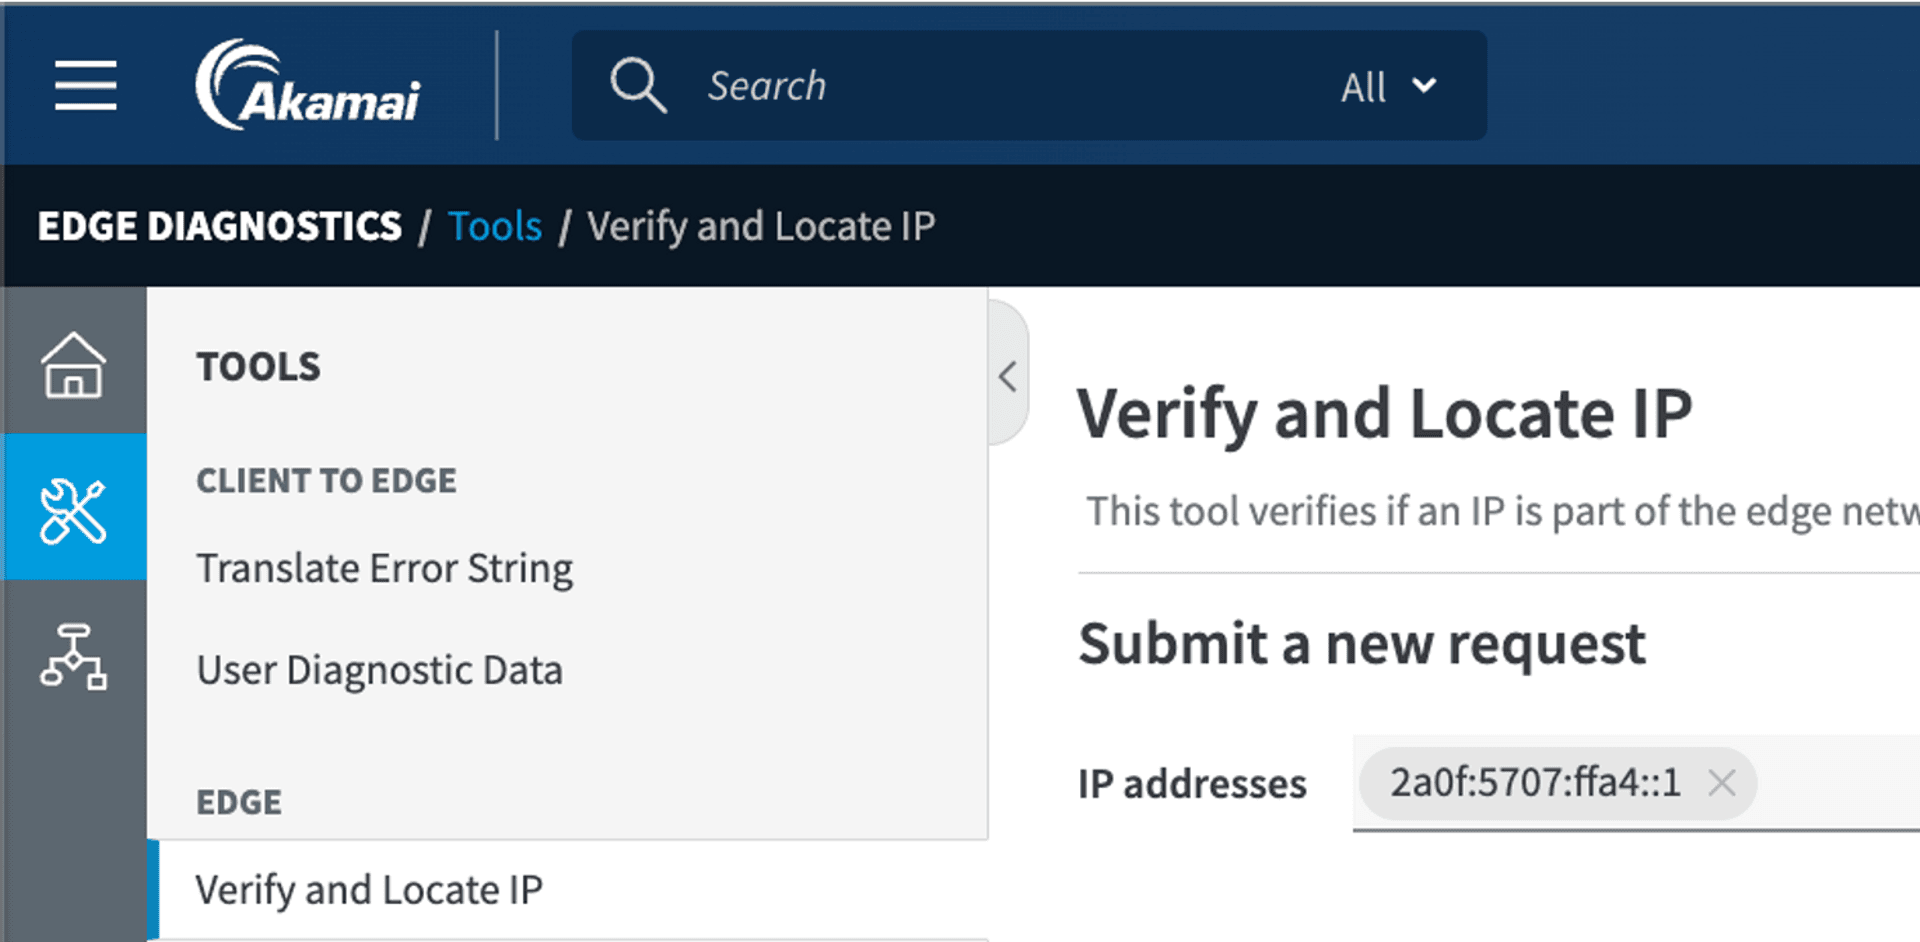 Akamai
Search
All
EDGE DIAGNOSTICS / Tools / Verify and Locate IP
TOOLS
CLIENT TO EDGE
Translate Error String
User Diagnostic Data
EDGE
Verify and Locate IP
Verify and Locate IP
This tool verifies if an IP is part of the edge
Submit a new request
IP addresses
2a0f:5707:ffa4::1